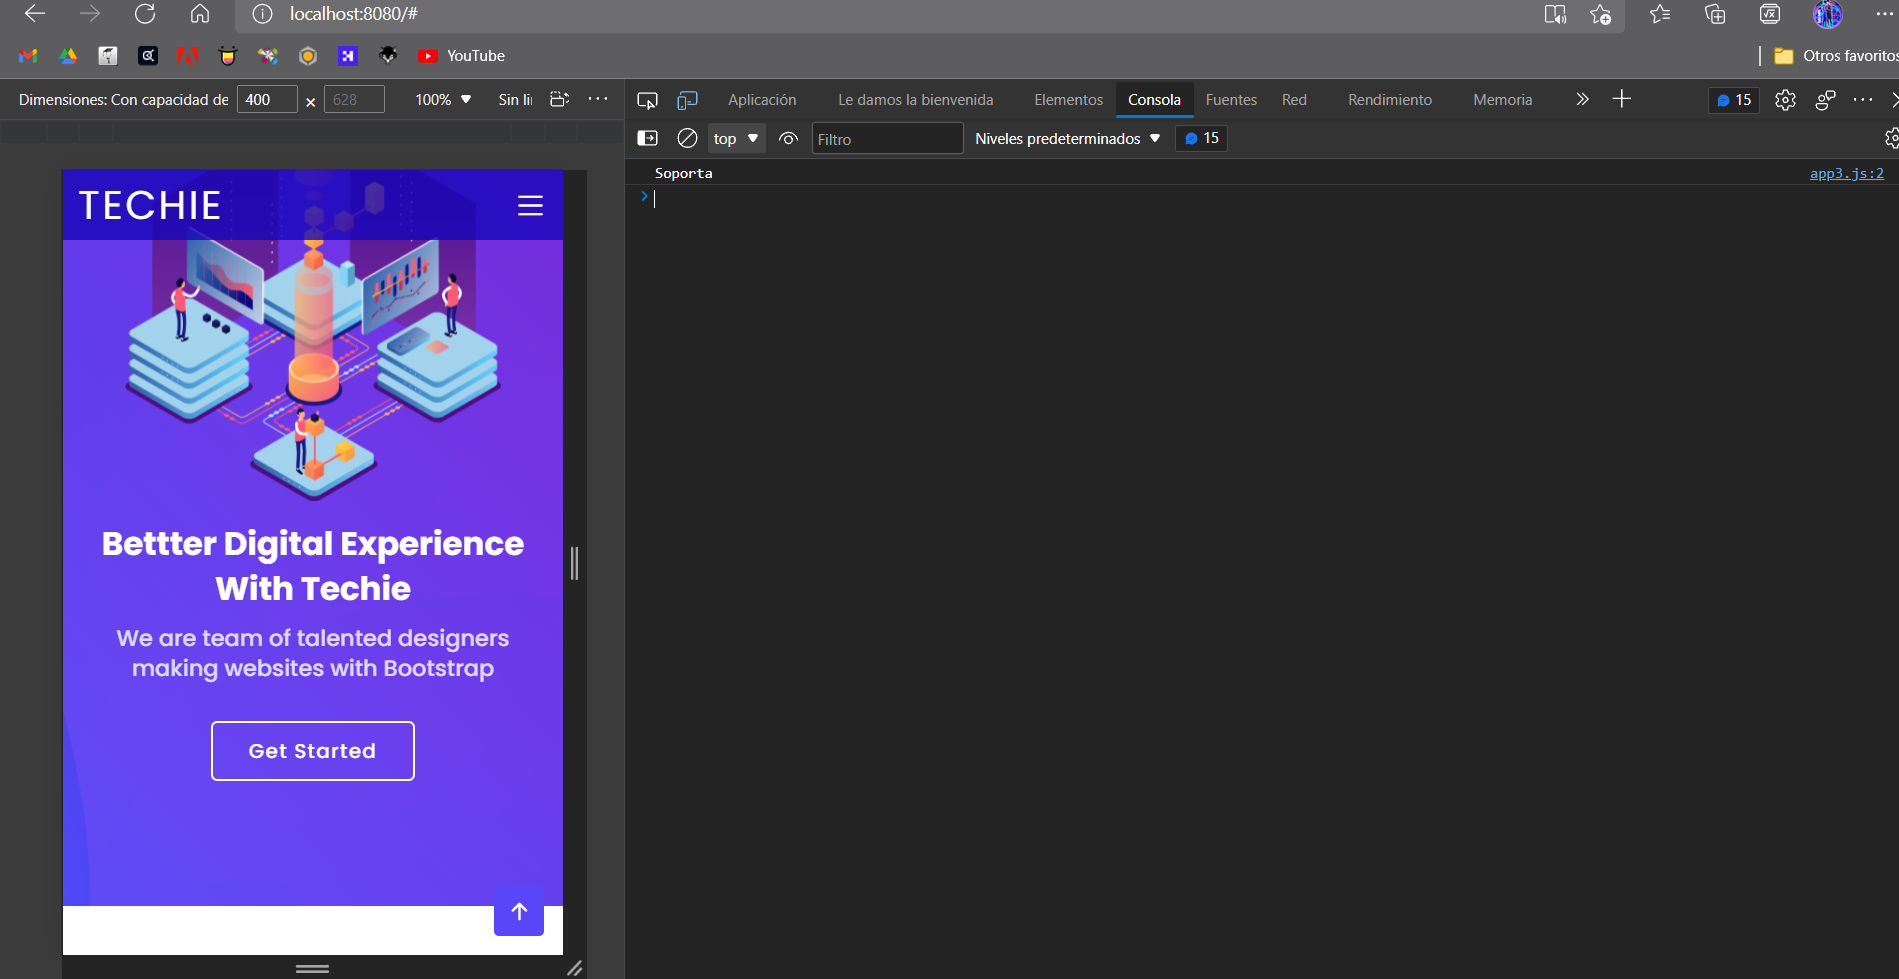 localhost:8080/#
YouTube
Otros favoritos
Dimensiones: Con capacidad de 400 × 628 100% ▼ Sin lii
Aplicación Le damos la bienvenida Elementos Consola Fuentes Red Rendimiento Memoria 15
top ▼ Filtro Niveles predeterminados ▼ 15
Soporta app3.js:2
TECHIE
Bettter Digital Experience
With Techie
We are team of talented designers
making websites with Bootstrap
Get Started